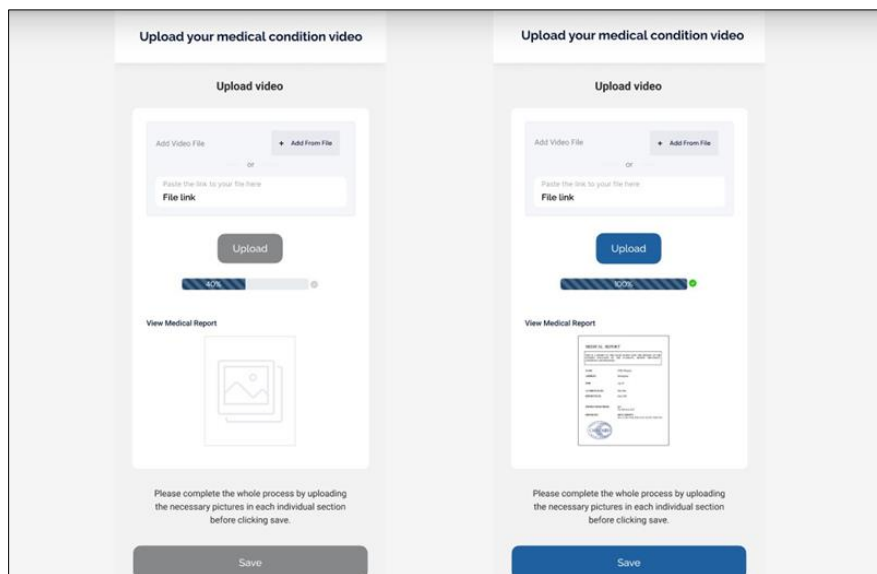 Upload your medical condition video
Upload video
Add Video File
+ Add From File
or
Paste the link to your file here
File link
Upload
40%
View Medical Report
Please complete the whole process by uploading
the necessary pictures in each individual section
before clicking save.
Save
Upload your medical condition video
Upload video
Add Video File
+ Add From File
or
Paste the link to your file here
File link
Upload
100%
View Medical Report
MEDICAL REPORT
Please complete the whole process by uploading
the necessary pictures in each individual section
before clicking save.
Save